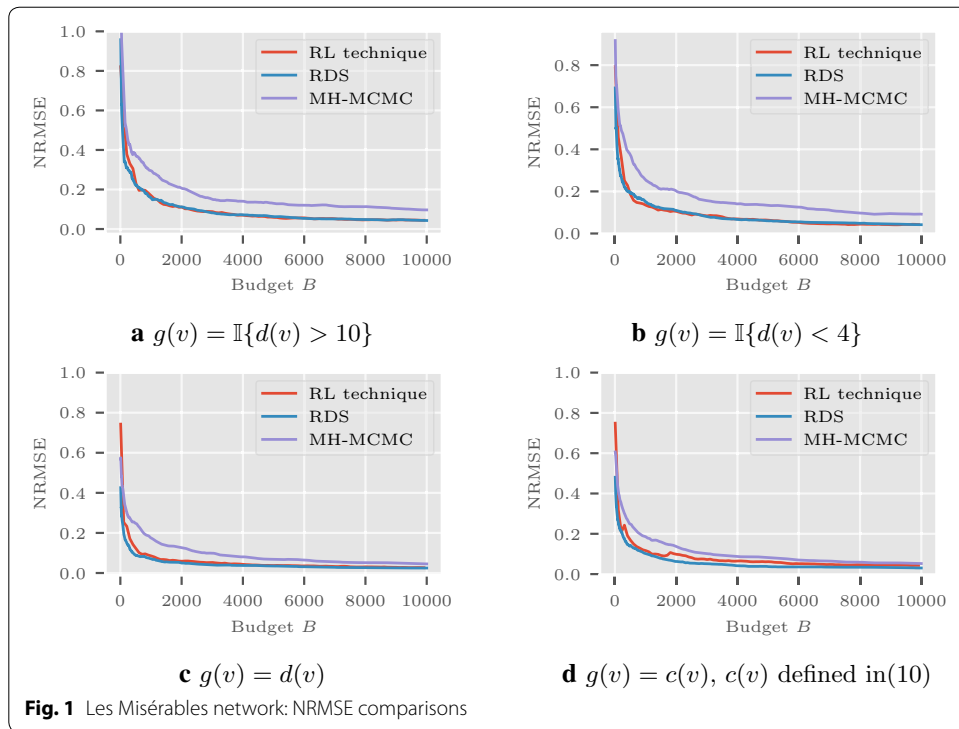 1.0
0.8
0.6
0.4
0.2
0.0
NRMSE
RL technique
RDS
MH-MCMC
0 2000 4000 6000 8000 10000
Budget B
a g(v) = 𝕀{d(v) > 10}
0.8
0.6
0.4
0.2
0.0
NRMSE
RL technique
RDS
MH-MCMC
0 2000 4000 6000 8000 10000
Budget B
b g(v) = 𝕀{d(v) < 4}
1.0
0.8
0.6
0.4
0.2
0.0
NRMSE
RL technique
RDS
MH-MCMC
0 2000 4000 6000 8000 10000
Budget B
c g(v) = d(v)
1.0
0.8
0.6
0.4
0.2
0.0
NRMSE
RL technique
RDS
MH-MCMC
0 2000 4000 6000 8000 10000
Budget B
d g(v) = c(v), c(v) defined in(10)
Fig. 1 Les Misérables network: NRMSE comparisons